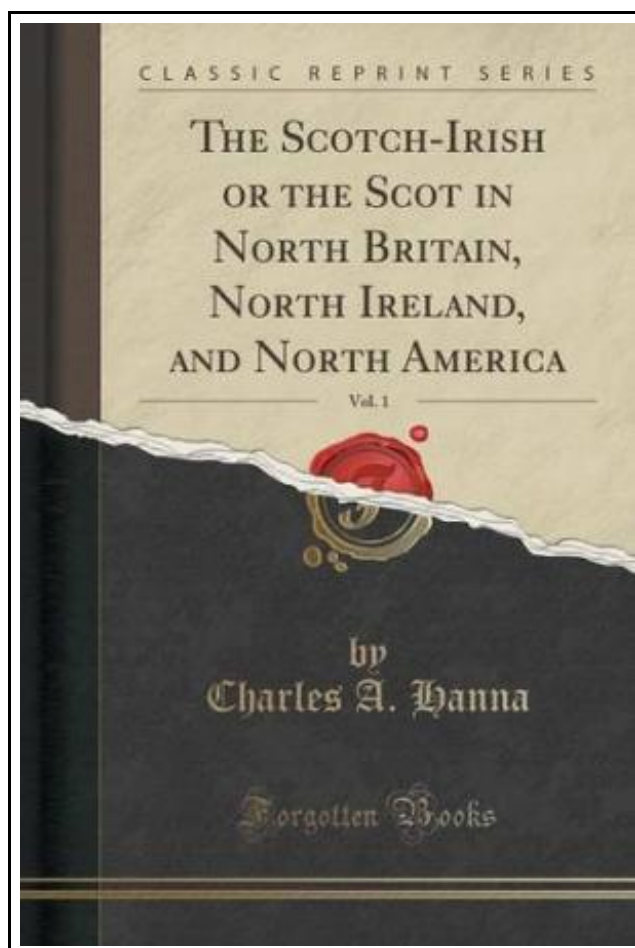 CLASSIC REPRINT SERIES
THE SCOTCH-IRISH
OR THE SCOT IN
NORTH BRITAIN,
NORTH IRELAND,
AND NORTH AMERICA
Vol. 1
by
Charles A. Hanna
Forgotten Books